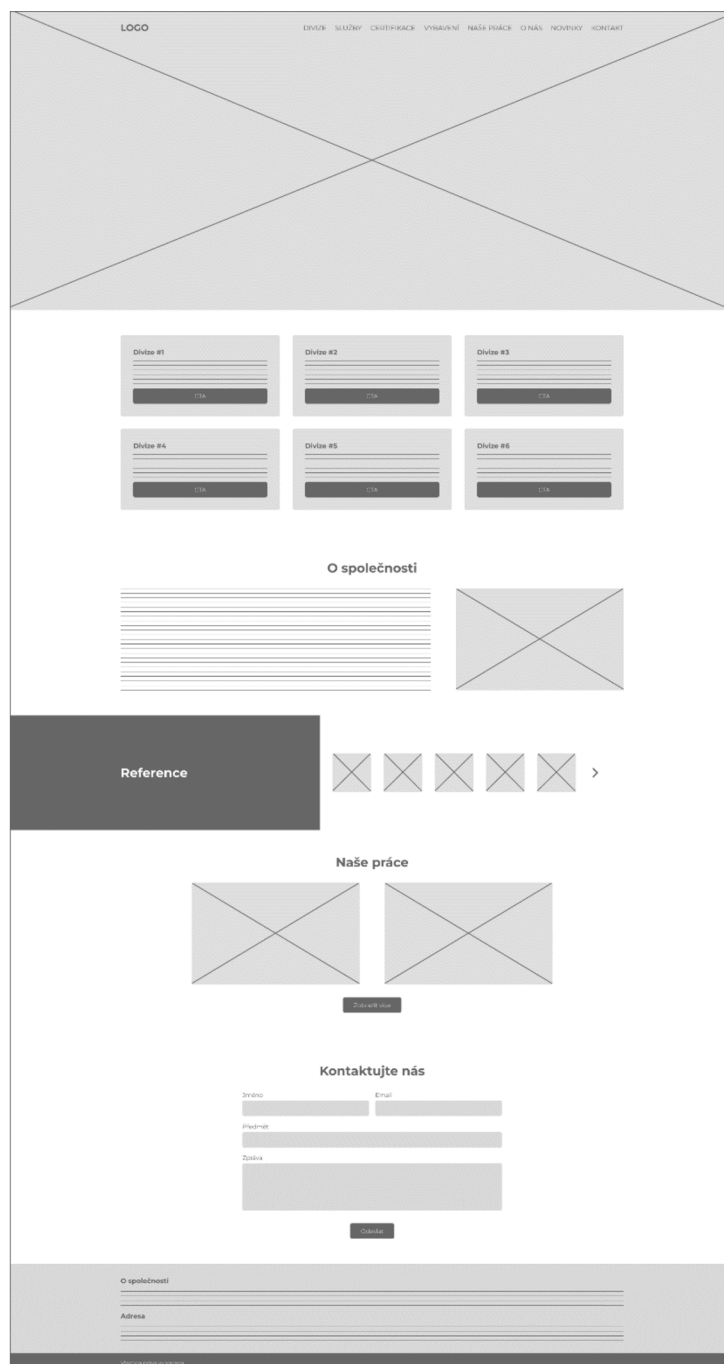 LOGO DIVIZE SLUŽBY CERTIFIKACE VYBAVENÍ NAŠE PRÁCE O NÁS NOVINKY KONTAKT
Divize #1 Divize #2 Divize #3
CTA CTA CTA
Divize #4 Divize #5 Divize #6
CTA CTA CTA
O společnosti
Reference
Naše práce
Zobrazit více
Kontaktujte nás
Jméno Email
Předmět
Zpráva
Odeslat
O společnosti
Adresa